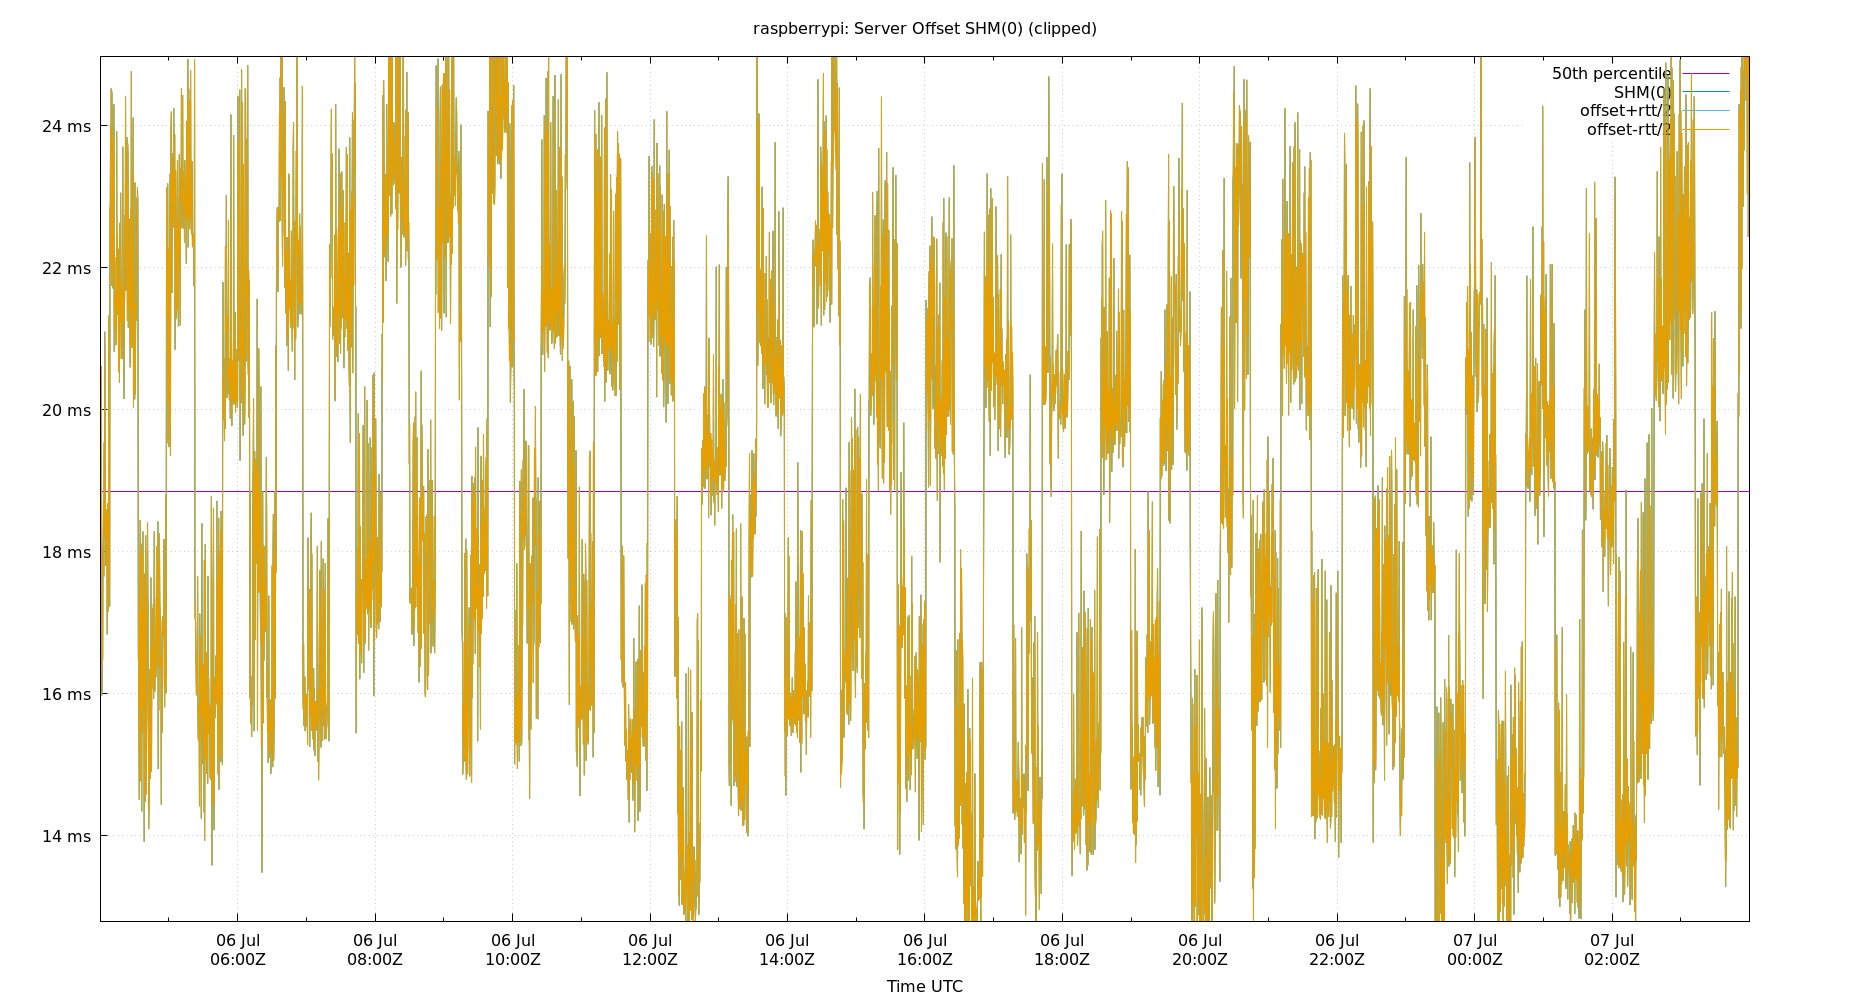 raspberrypi: Server Offset SHM(0) (clipped)
50th percentile
SHM(0)
offset+rtt/2
offset-rtt/2
24 ms
22 ms
20 ms
18 ms
16 ms
14 ms
06 Jul 06 Jul 06 Jul 06 Jul 06 Jul 06 Jul 06 Jul 06 Jul 06 Jul 07 Jul 07 Jul
06:00Z 08:00Z 10:00Z 12:00Z 14:00Z 16:00Z 18:00Z 20:00Z 22:00Z 00:00Z 02:00Z
Time UTC